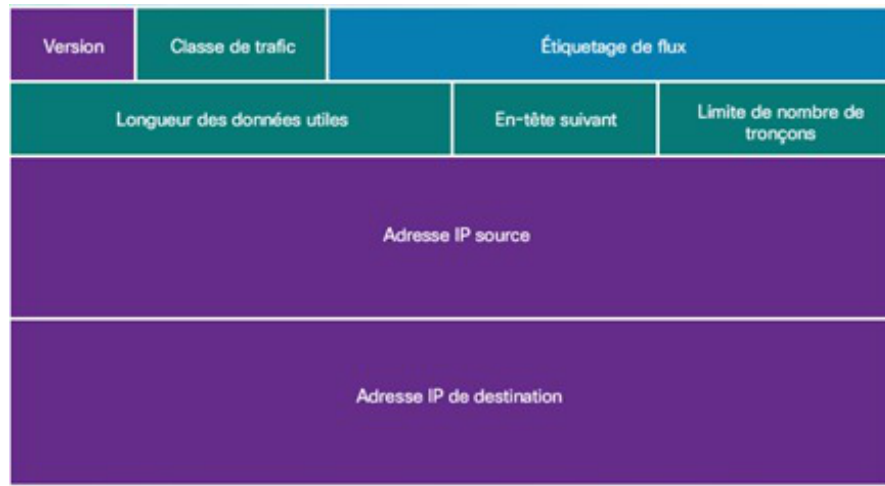 Version
Classe de trafic
Étiquetage de flux
Longueur des données utiles
En-tête suivant
Limite de nombre de
tronçons
Adresse IP source
Adresse IP de destination